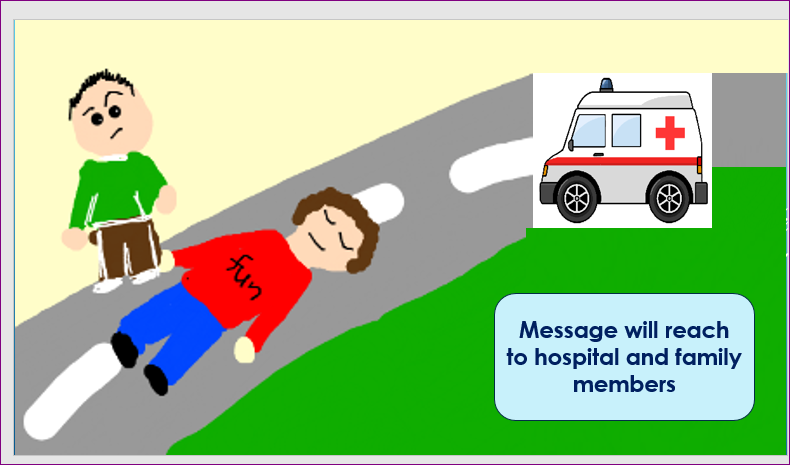 fun
Message will reach
to hospital and family
members